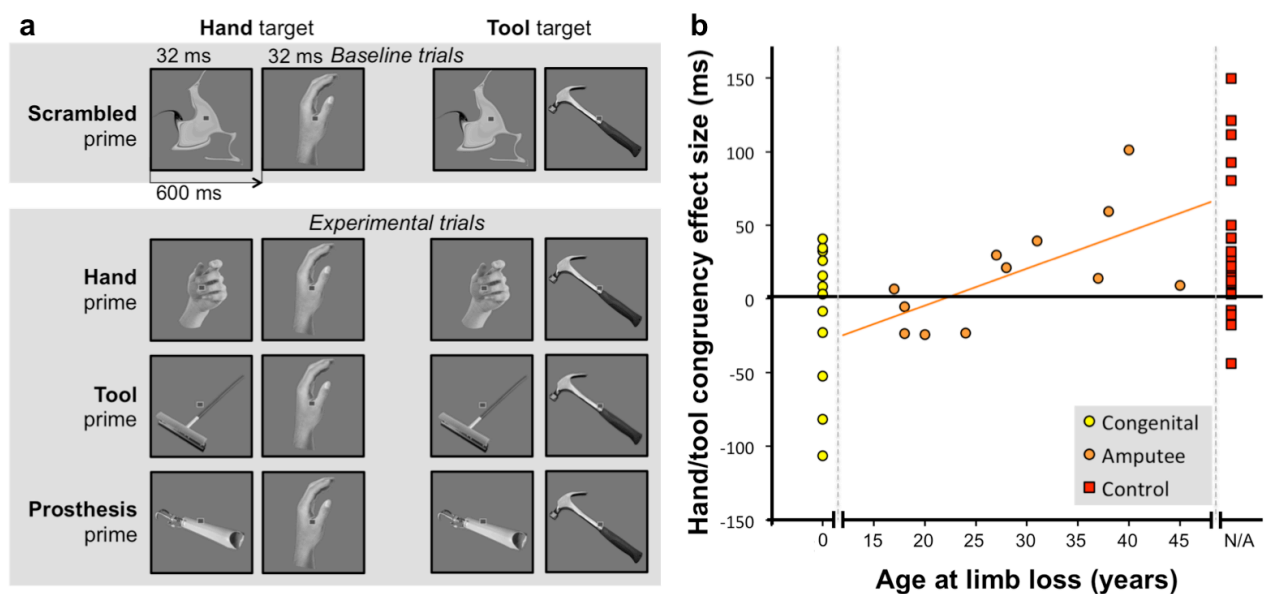 a
Hand target
Tool target
32 ms
32 ms
Baseline trials
Scrambled
prime
600 ms
Experimental trials
Hand
prime
Tool
prime
Prosthesis
prime
b
Hand/tool congruency effect size (ms)
150
100
50
0
-50
-100
-150
Congenital
Amputee
Control
0 15 20 25 30 35 40 45 N/A
Age at limb loss (years)